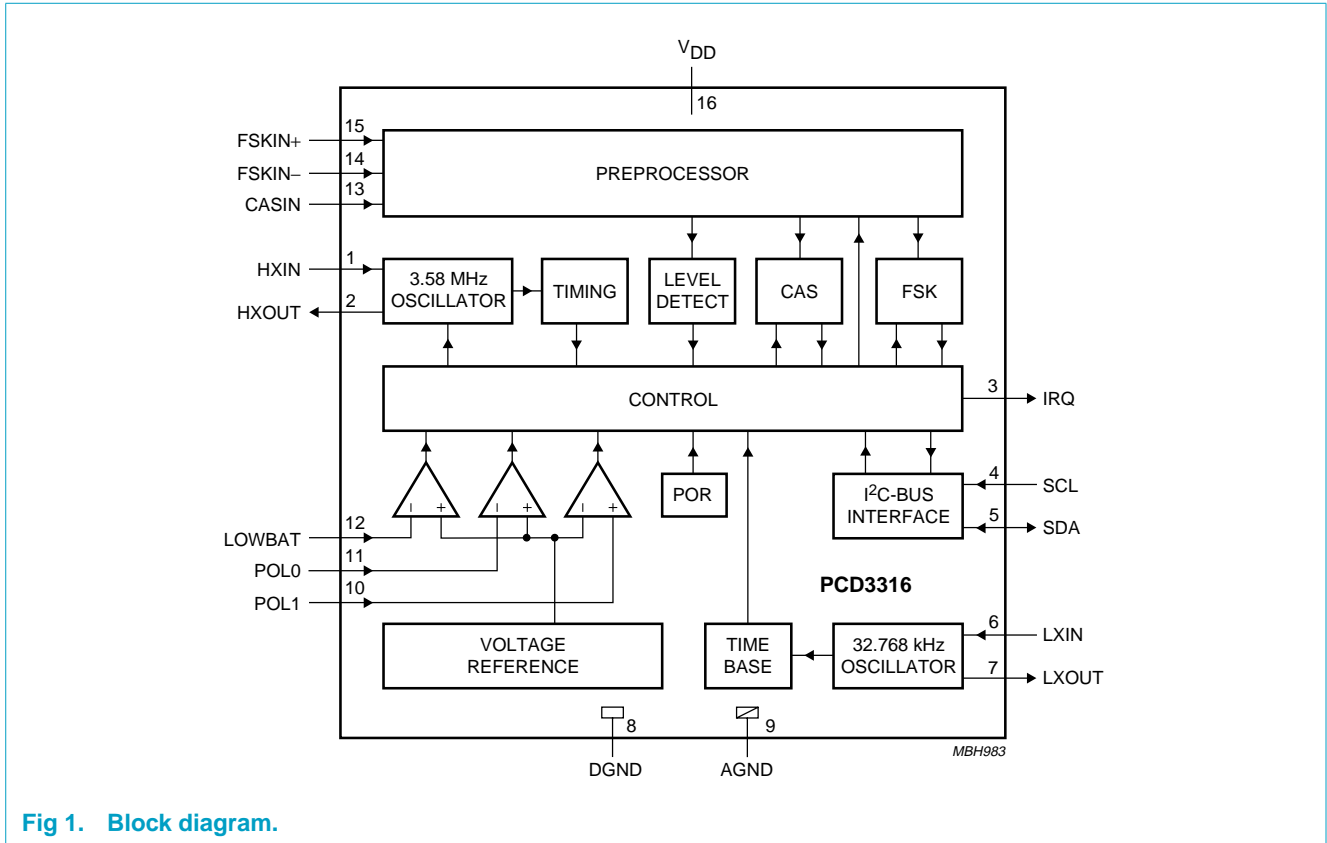 VDD
16
FSKIN+
15
FSKIN−
14
CASIN
13
PREPROCESSOR
HXIN
1
HXOUT
2
3.58 MHz
OSCILLATOR
TIMING
LEVEL
DETECT
CAS
FSK
CONTROL
3
IRQ
− +
− +
− +
POR
I2C-BUS
INTERFACE
4
SCL
5
SDA
LOWBAT
12
POL0
11
POL1
10
PCD3316
VOLTAGE
REFERENCE
TIME
BASE
32.768 kHz
OSCILLATOR
6
LXIN
7
LXOUT
8
DGND
9
AGND
MBH983
Fig 1. Block diagram.